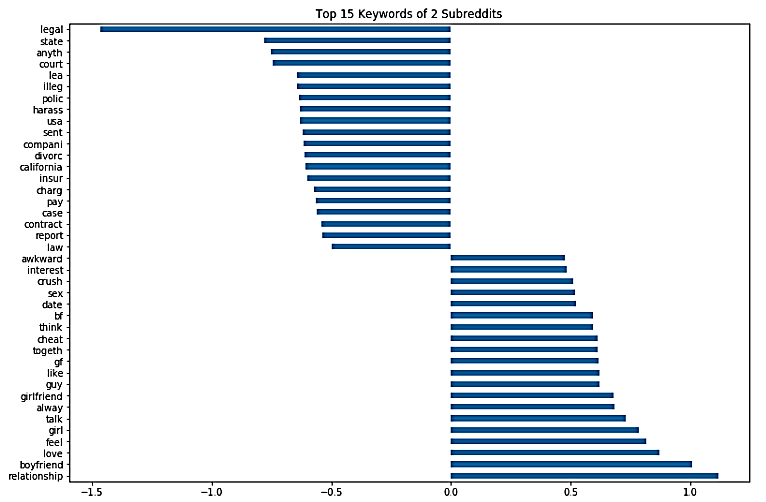 Top 15 Keywords of 2 Subreddits
legal
state
anyth
court
lea
illeg
polic
harass
usa
sent
compani
divorc
california
insur
charg
pay
case
contract
report
law
awkward
interest
crush
sex
date
bf
think
cheat
togeth
gf
like
guy
girlfriend
alway
talk
girl
feel
love
boyfriend
relationship
−1.5 −1.0 −0.5 0.0 0.5 1.0